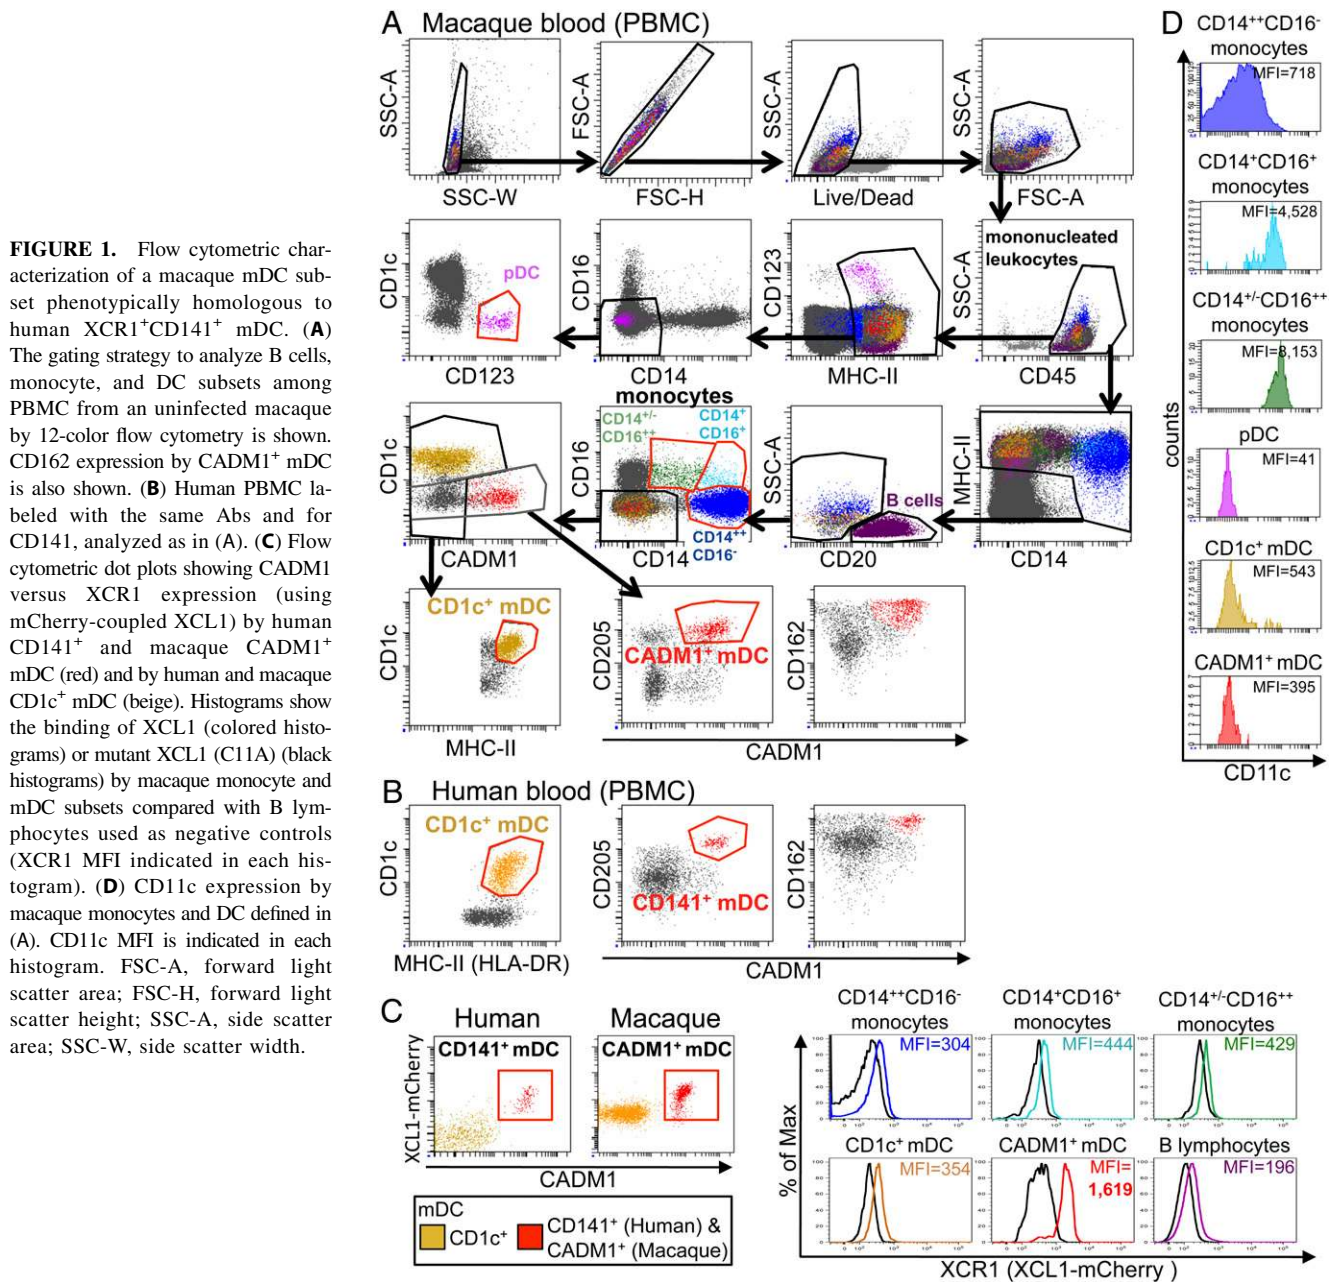 FIGURE 1. Flow cytometric char-
acterization of a macaque mDC sub-
set phenotypically homologous to
human XCR1+CD141+ mDC. (A)
The gating strategy to analyze B cells,
monocyte, and DC subsets among
PBMC from an uninfected macaque
by 12-color flow cytometry is shown.
CD162 expression by CADM1+ mDC
is also shown. (B) Human PBMC la-
beled with the same Abs and for
CD141, analyzed as in (A). (C) Flow
cytometric dot plots showing CADM1
versus XCR1 expression (using
mCherry-coupled XCL1) by human
CD141+ and macaque CADM1+
mDC (red) and by human and macaque
CD1c+ mDC (beige). Histograms show
the binding of XCL1 (colored histo-
grams) or mutant XCL1 (C11A) (black
histograms) by macaque monocyte and
mDC subsets compared with B lym-
phocytes used as negative controls
(XCR1 MFI indicated in each his-
togram). (D) CD11c expression by
macaque monocytes and DC defined in
(A). CD11c MFI is indicated in each
histogram. FSC-A, forward light
scatter area; FSC-H, forward light
scatter height; SSC-A, side scatter
area; SSC-W, side scatter width.
A Macaque blood (PBMC)
SSC-A
SSC-W
FSC-A
FSC-H
SSC-A
Live/Dead
SSC-A
FSC-A
CD1c
pDC
CD123
CD16
CD14
CD123
MHC-II
SSC-A
mononucleated
leukocytes
CD45
CD1c
CADM1
monocytes
CD16
CD14+/-
CD16++
CD14+
CD16+
CD14++
CD16-
CD14
SSC-A
B cells
CD20
MHC-II
CD14
CD1c
CD1c+ mDC
MHC-II
CD205
CADM1+ mDC
CD162
CADM1
B Human blood (PBMC)
CD1c
CD1c+ mDC
MHC-II (HLA-DR)
CD205
CD141+ mDC
CD162
CADM1
C
Human
Macaque
XCL1-mCherry
CD141+ mDC
CADM1+ mDC
CADM1
mDC
CD1c+
CD141+ (Human) &
CADM1+ (Macaque)
% of Max
CD14++CD16-
monocytes
MFI=304
CD14+CD16+
monocytes
MFI=444
CD14+/-CD16++
monocytes
MFI=429
CD1c+ mDC
MFI=354
CADM1+ mDC
MFI=
1,619
B lymphocytes
MFI=196
XCR1 (XCL1-mCherry )
D
CD14++CD16-
monocytes
MFI=718
CD14+CD16+
monocytes
MFI=4,528
CD14+/-CD16++
monocytes
MFI=8,153
counts
pDC
MFI=41
CD1c+ mDC
MFI=543
CADM1+ mDC
MFI=395
CD11c